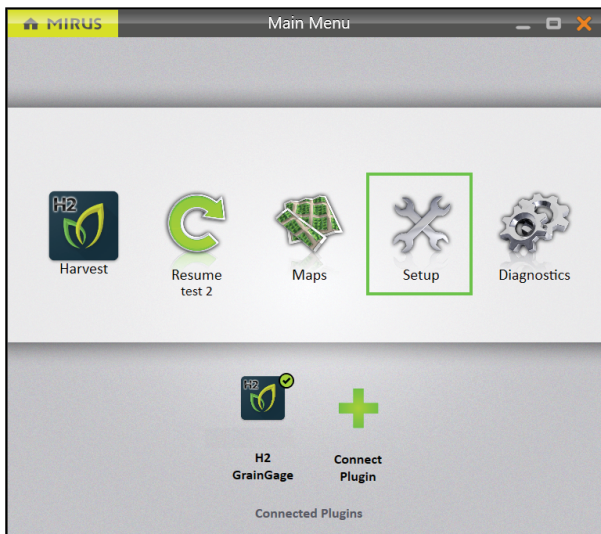 MIRUS
Main Menu
H2
Harvest
Resume
test 2
Maps
Setup
Diagnostics
H2
H2
GrainGage
Connect
Plugin
Connected Plugins